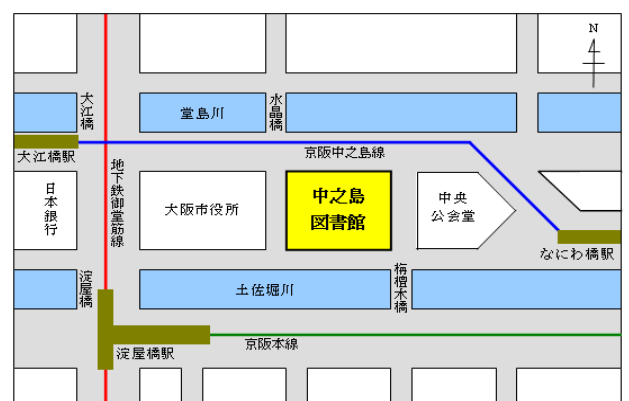 N
大江橋
堂島川
水晶橋
大江橋駅
京阪中之島線
地下鉄御堂筋線
日本銀行
大阪市役所
中之島
図書館
中央
公会堂
なにわ橋駅
淀屋橋
土佐堀川
栴檀木橋
淀屋橋駅
京阪本線